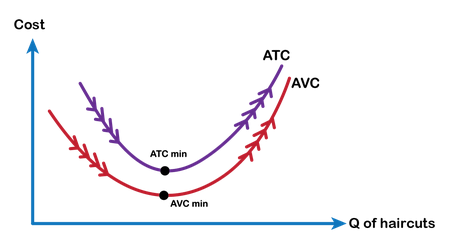 Cost
ATC
AVC
ATC min
AVC min
Q of haircuts